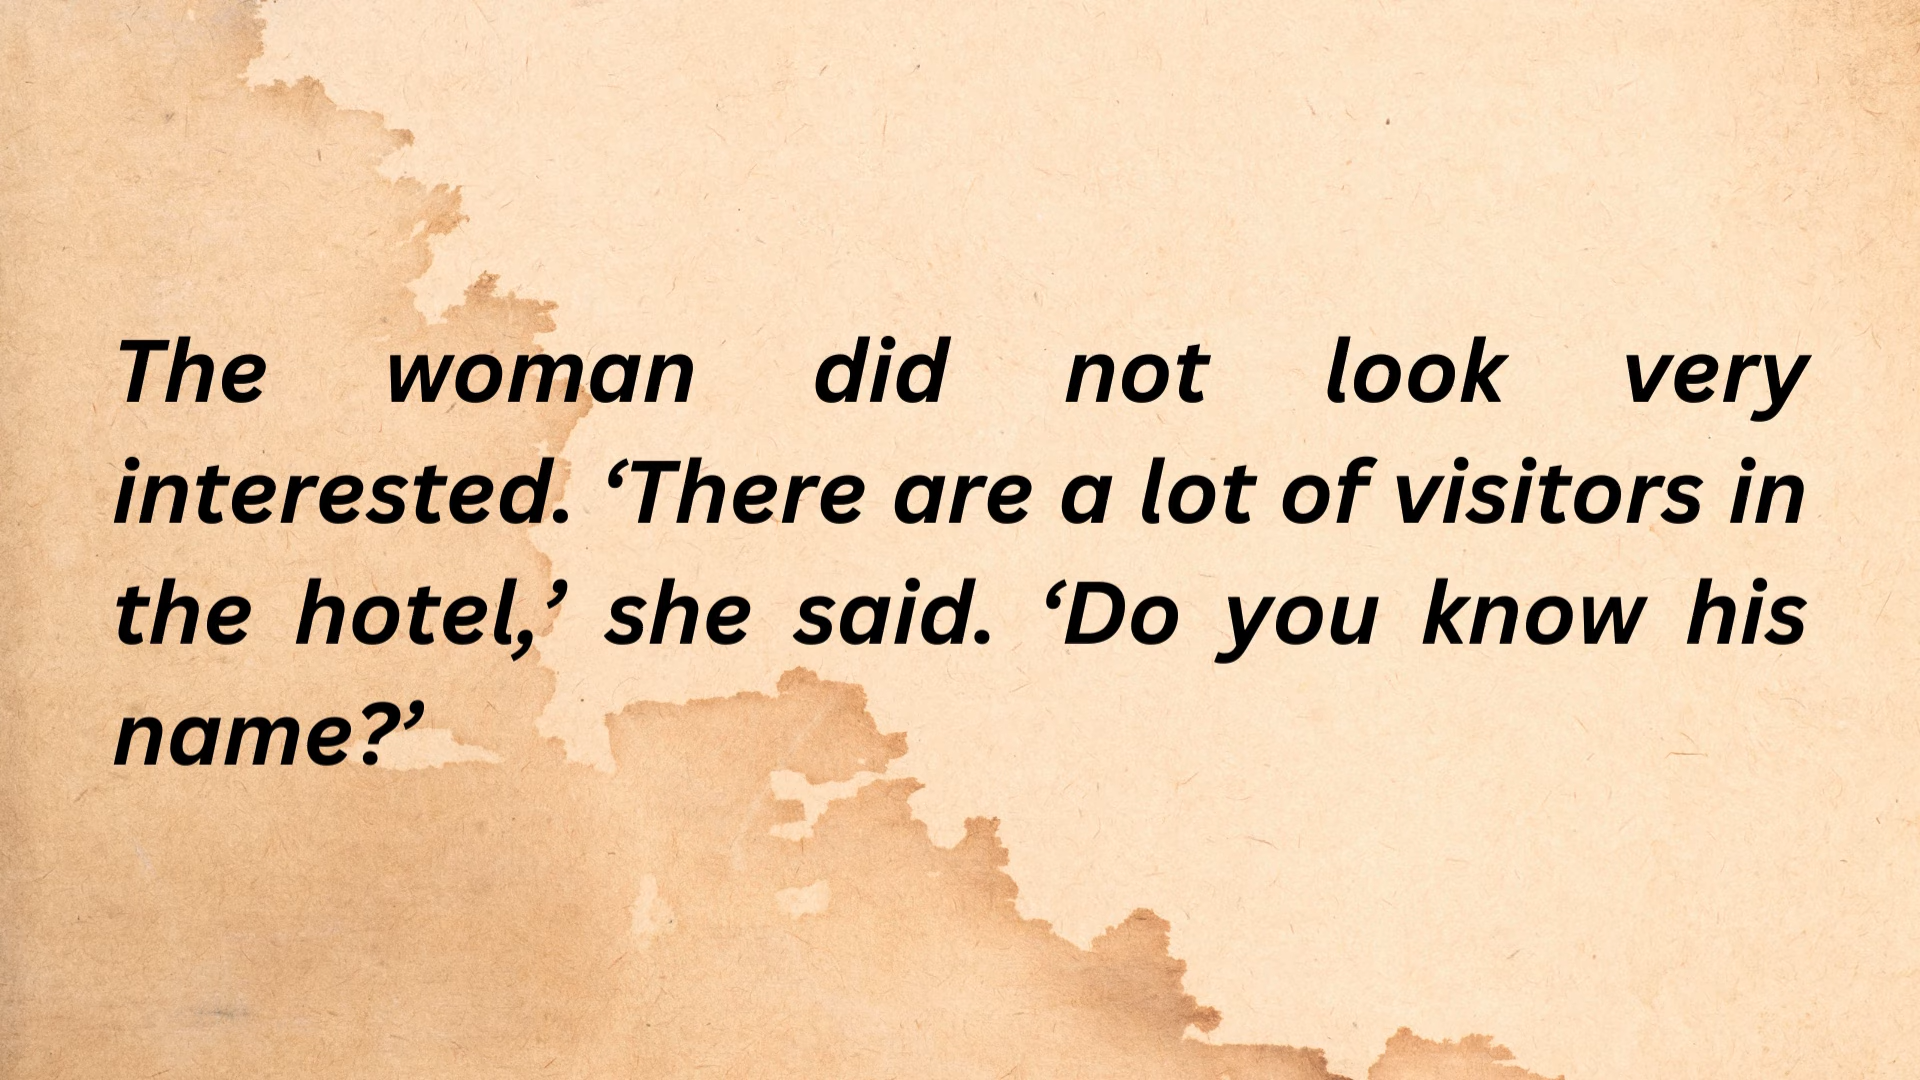 The woman did not look very
interested. ‘There are a lot of visitors in
the hotel,’ she said. ‘Do you know his
name?’